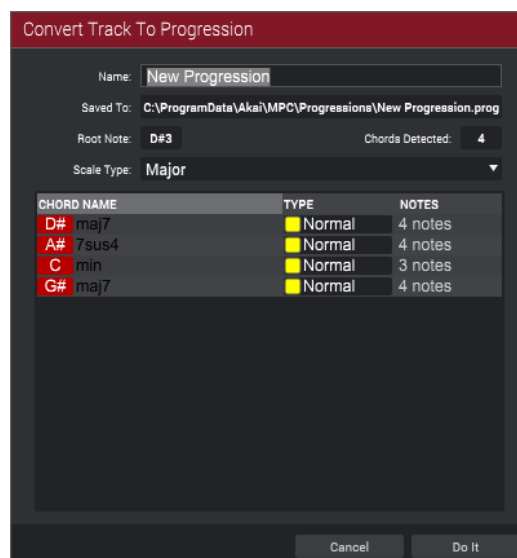 Convert Track To Progression
Name: New Progression
Saved To: C:\ProgramData\Akai\MPC\Progressions\New Progression.prog
Root Note: D#3 Chords Detected: 4
Scale Type: Major
CHORD NAME TYPE NOTES
D# maj7 Normal 4 notes
A# 7sus4 Normal 4 notes
C min Normal 3 notes
G# maj7 Normal 4 notes
Cancel Do It